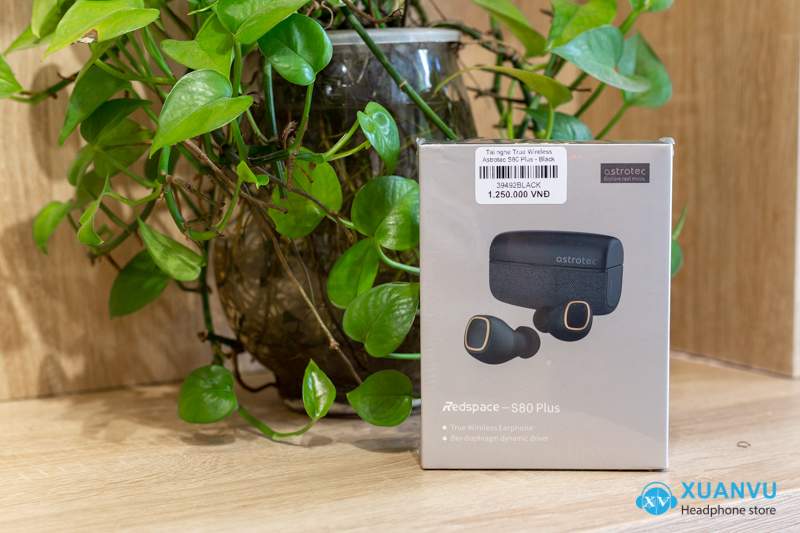 Tai nghe True Wireless
Astrotec S80 Plus - Black
39492BLACK
1.250.000 VNĐ
astrotec
Explore real music
astrotec
Redspace — S80 Plus
True Wireless Earphone
Bio-diaphragm dynamic driver
XV
XUANVU
Headphone store